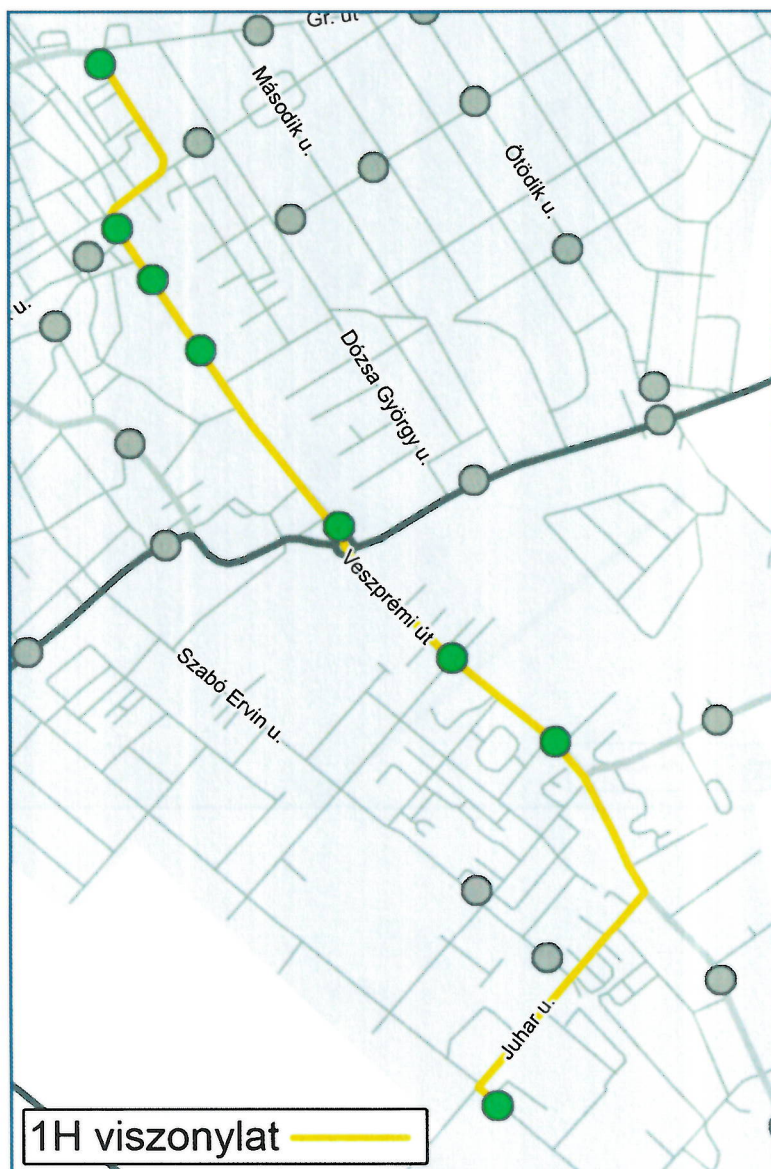 Gr. út
Második u.
Ötödik u.
u.
Dózsa György u.
Veszprémi út
Szabó Ervin u.
Juhar u.
1H viszonylat